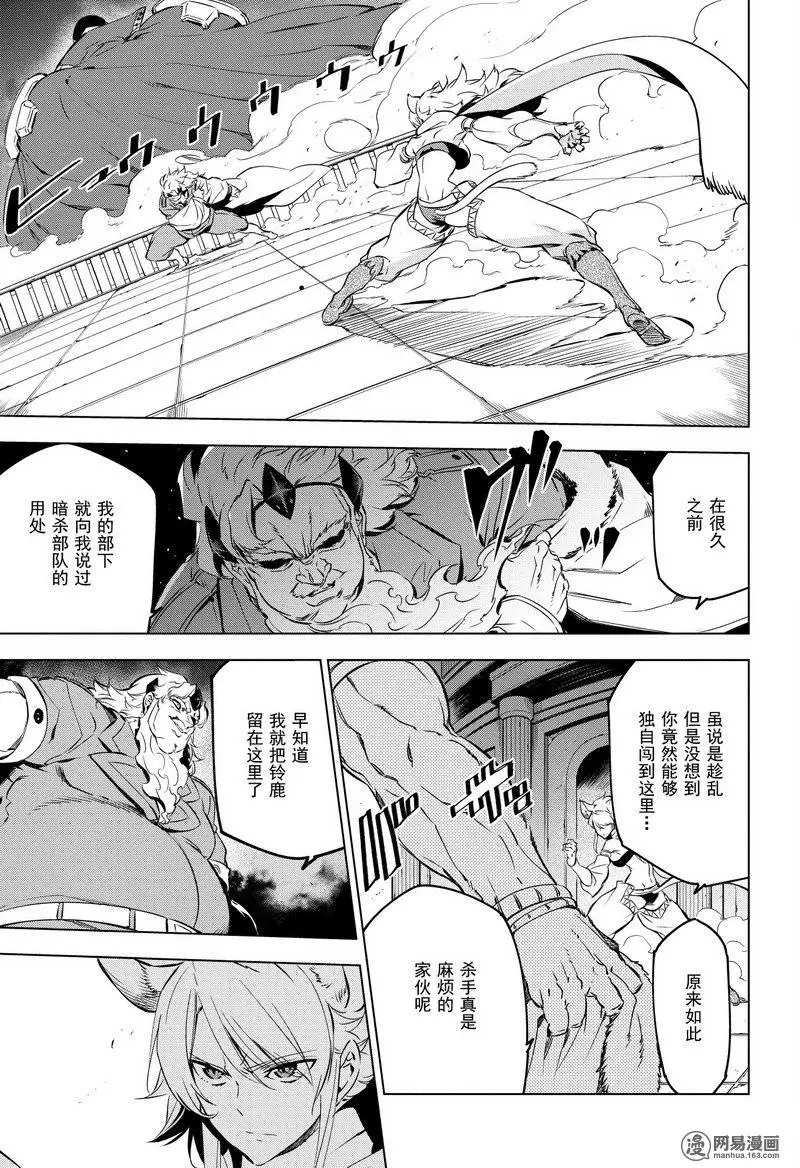 ビュウウウウ
在很久
之前
我的部下
就向我说过
暗杀部队的
用处
虽说是趁乱
但是没想到
你竟然能够
独自闯到这里…
原来如此
杀手真是
麻烦的
家伙呢
早知道
我就把铃鹿
留在这里了
网易漫画
manhua.163.com